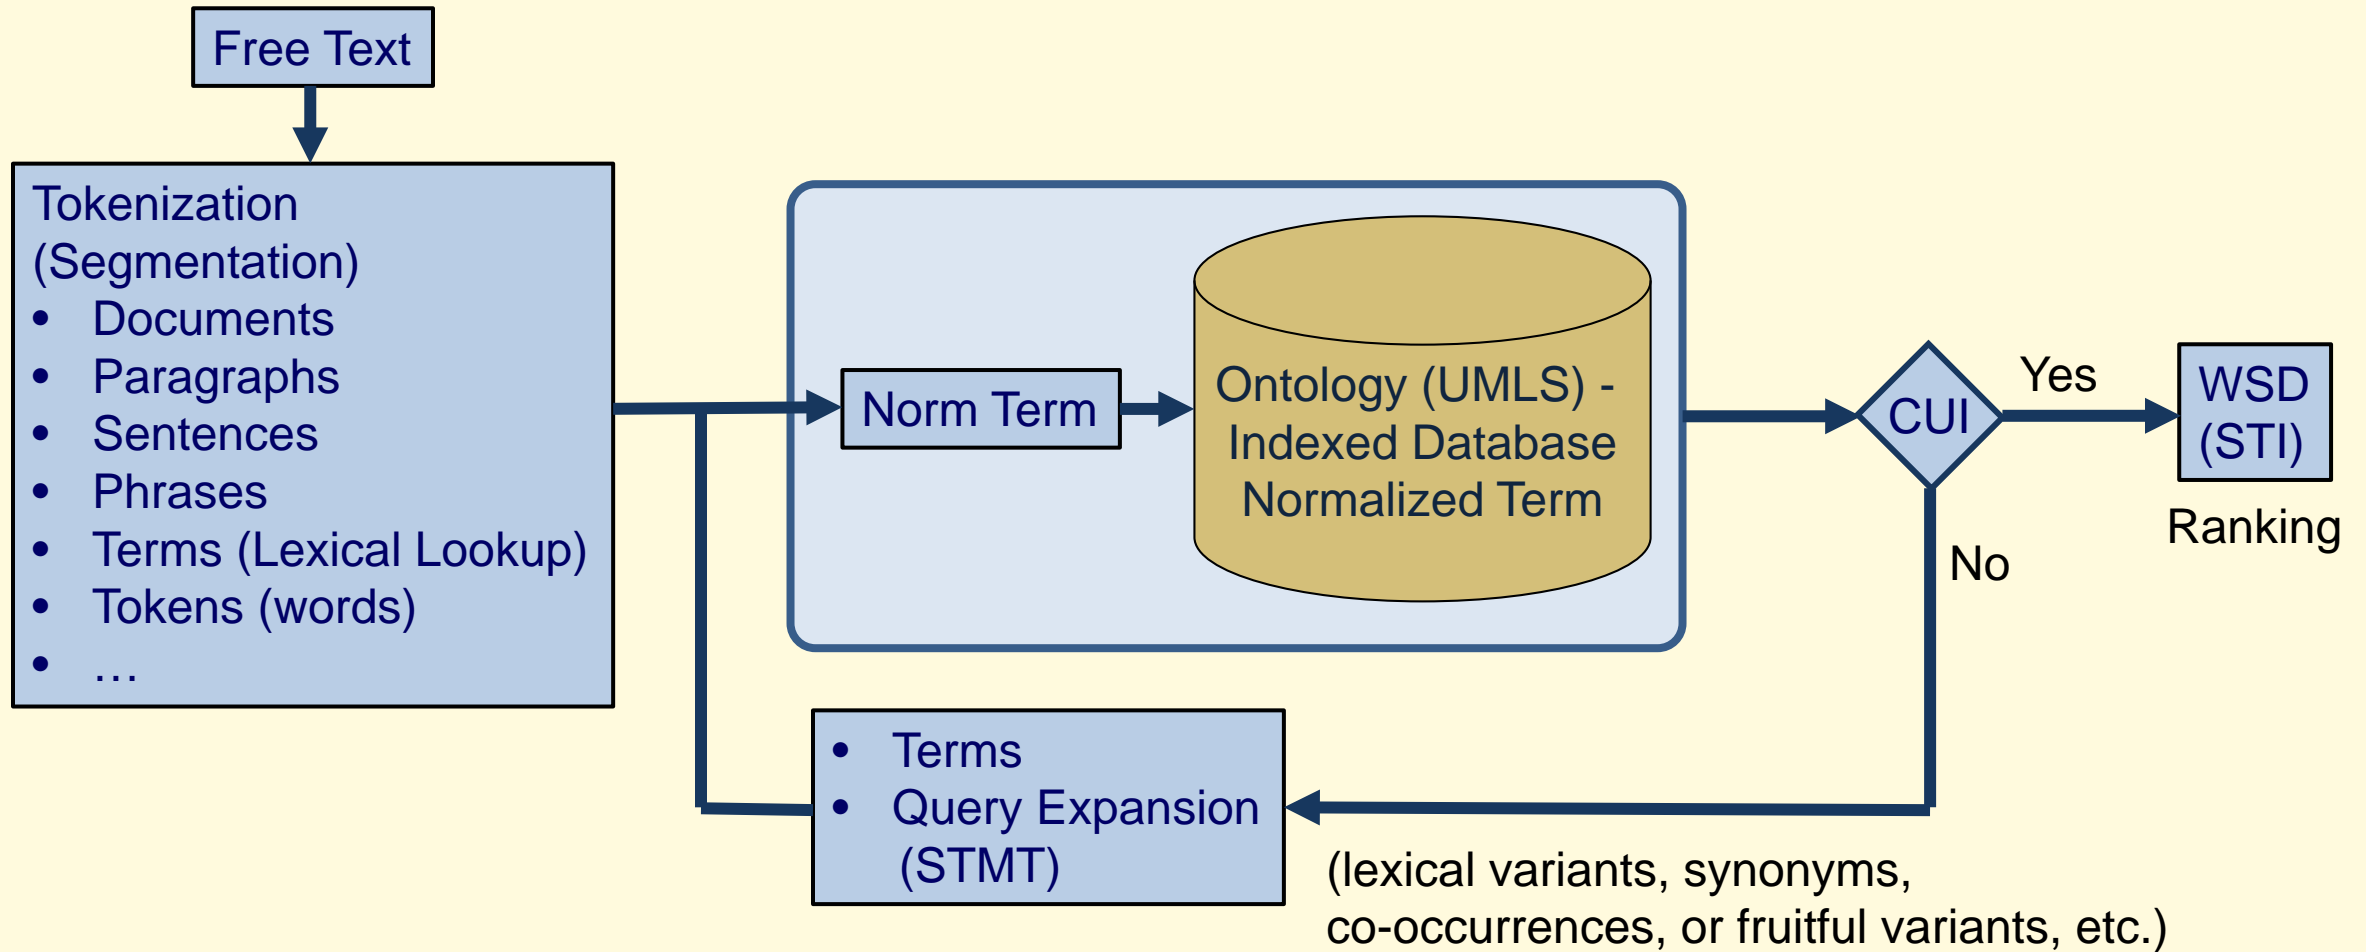 Free Text
Tokenization
(Segmentation)
• Documents
• Paragraphs
• Sentences
• Phrases
• Terms (Lexical Lookup)
• Tokens (words)
• …
Norm Term
Ontology (UMLS) -
Indexed Database
Normalized Term
CUI
Yes
WSD
(STI)
Ranking
No
• Terms
• Query Expansion
(STMT)
(lexical variants, synonyms,
co-occurrences, or fruitful variants, etc.)